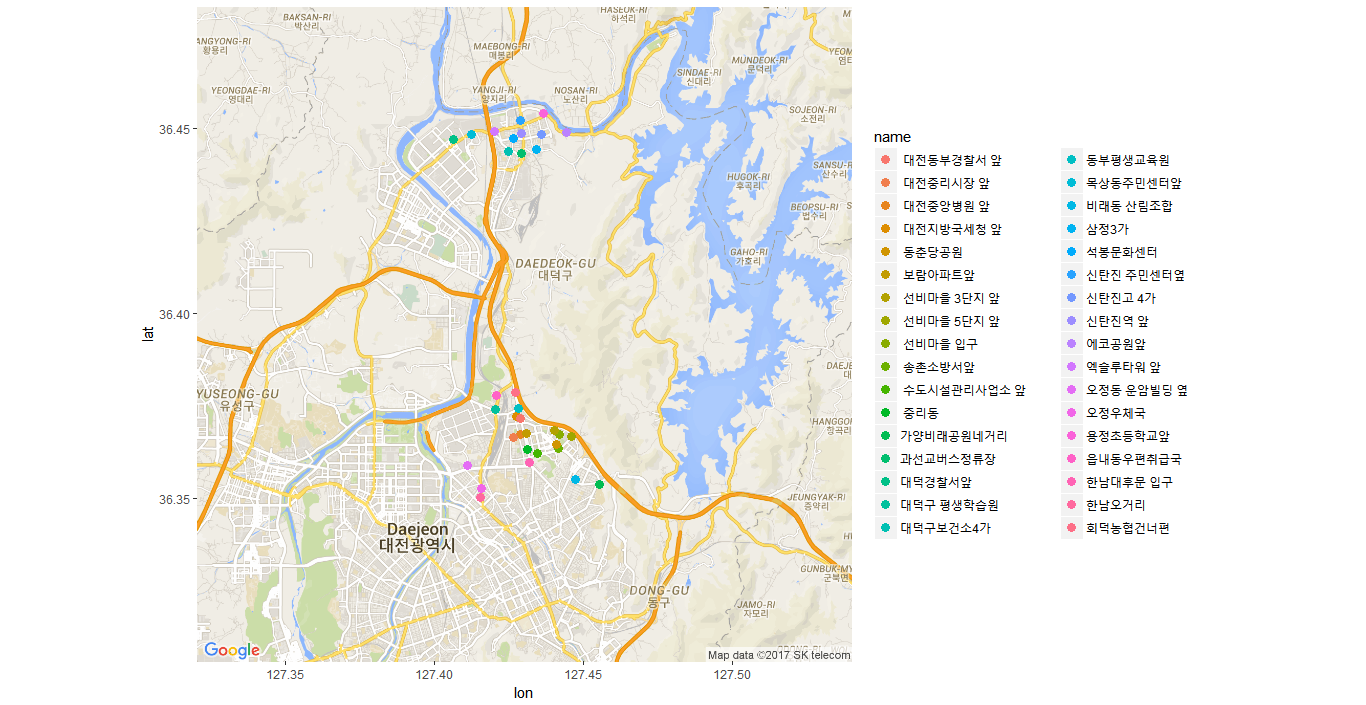 BAKSAN-RI
박산리
HASEOK-RI
하석리
ANGYONG-RI
황용리
MAEBONG-RI
매봉리
SINDAE-RI
신대리
MUNDEOK-RI
문덕리
YEONGDAE-RI
영대리
YANGJI-RI
양지리
NOSAN-RI
노산리
SOJEON-RI
소전리
36.45
HUGOK-RI
후곡리
SANSU-RI
산수리
BEOPSU-RI
법수리
GAHO-RI
가호리
DAEDEOK-GU
대덕구
36.40
lat
YUSEONG-GU
유성구
HANGGO
항곡리
36.35
JEUNGYAK-RI
증약리
Daejeon
대전광역시
GUNBUK-MY
군북면
DONG-GU
동구
JAMO-RI
자모리
Google
Map data ©2017 SK telecom
127.35
127.40
127.45
127.50
lon
name
대전동부경찰서 앞
대전중리시장 앞
대전중앙병원 앞
대전지방국세청 앞
동춘당공원
보람아파트앞
선비마을 3단지 앞
선비마을 5단지 앞
선비마을 입구
송촌소방서앞
수도시설관리사업소 앞
중리동
가양비래공원네거리
과선교버스정류장
대덕경찰서앞
대덕구 평생학습원
대덕구보건소4가
동부평생교육원
목상동주민센터앞
비래동 산림조합
삼정3가
석봉문화센터
신탄진 주민센터옆
신탄진고 4가
신탄진역 앞
에코공원앞
엑슬루타워 앞
오정동 운암빌딩 옆
오정우체국
용정초등학교앞
읍내동우편취급국
한남대후문 입구
한남오거리
회덕농협건너편